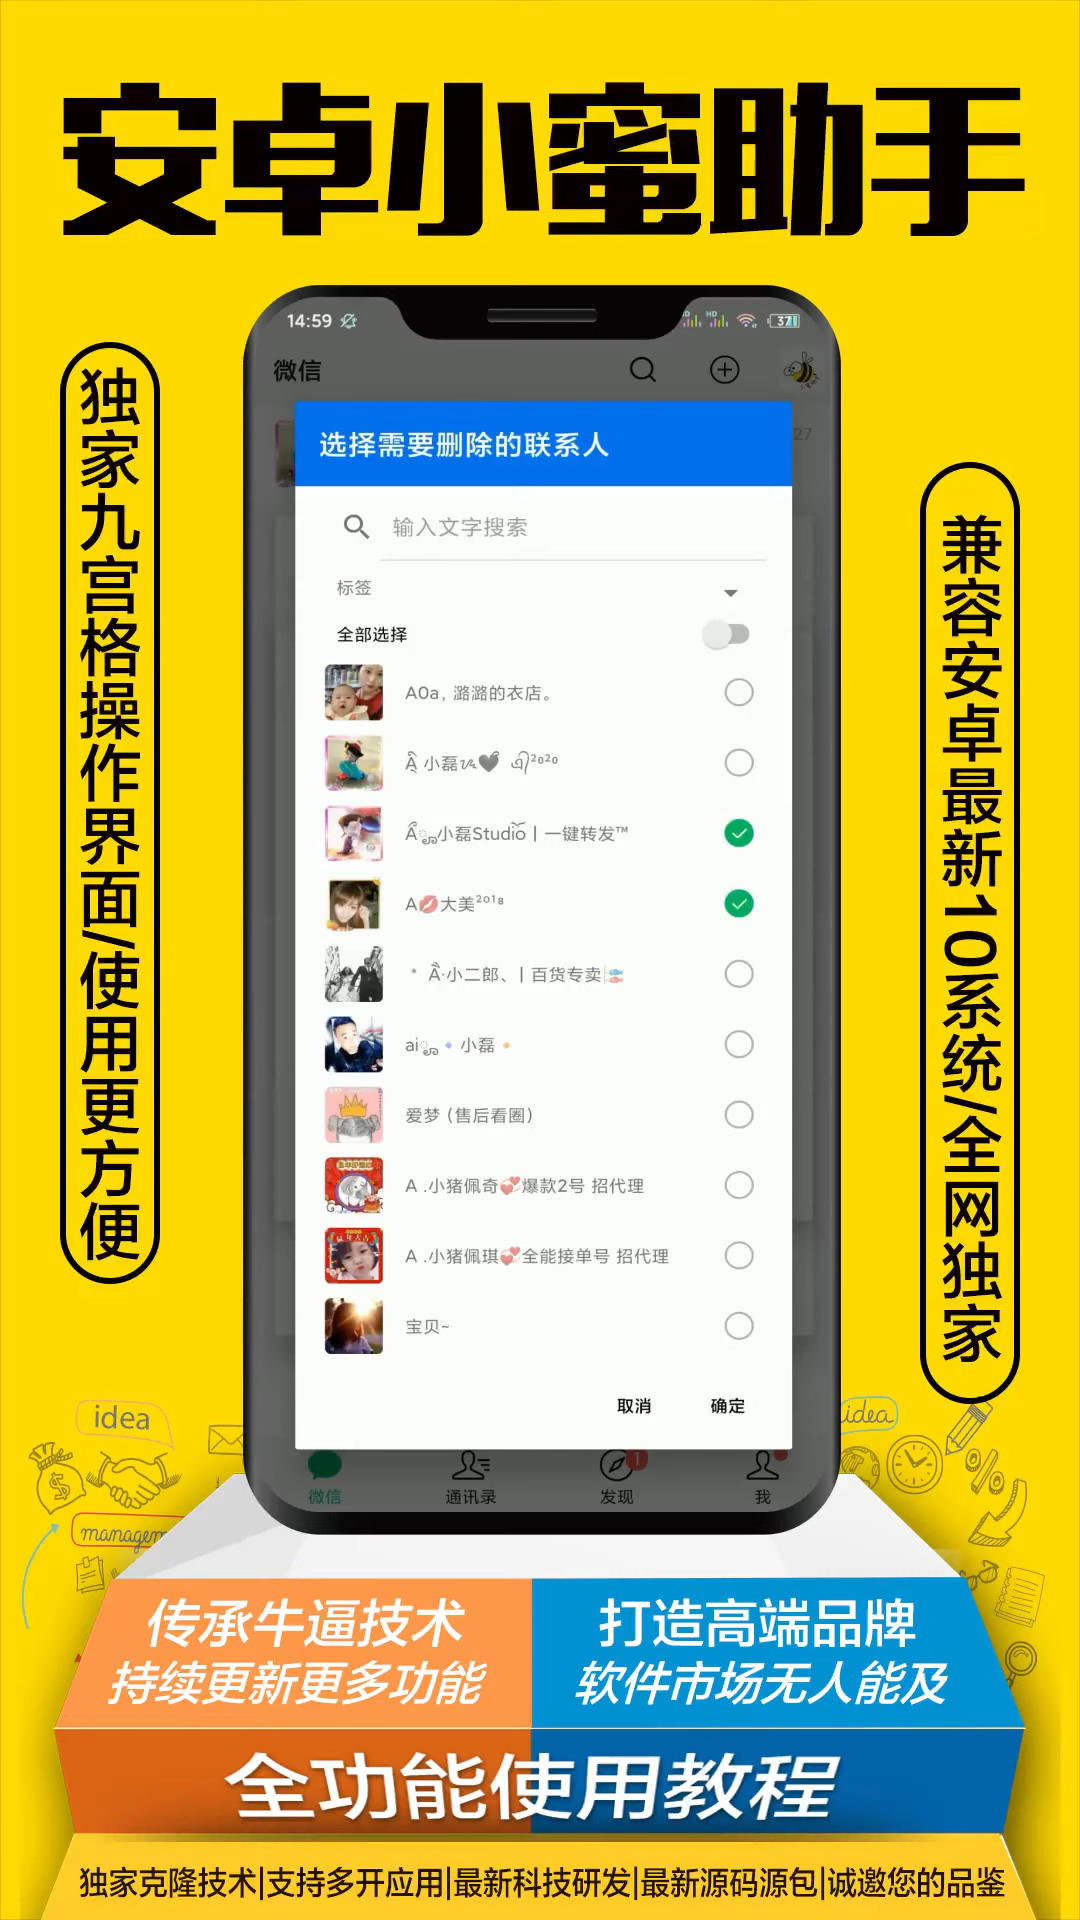 安卓小蜜助手
独家九宫格操作界面/使用更方便
兼容安卓最新10系统/全网独家
14:59
HD
37
微信
27
选择需要删除的联系人
输入文字搜索
标签
全部选择
A0a，潞潞的衣店。
小磊 2020
小磊Studio丨一键转发™
A💋大美²⁰¹⁸
小二郎、丨百货专卖
ai 小磊
爱梦（售后看圈）
A .小猪佩奇💞爆款2号 招代理
A .小猪佩琪💞全能接单号 招代理
宝贝~
取消 确定
微信 通讯录 发现 1 我
idea
idea
managem
传承牛逼技术
持续更新更多功能
打造高端品牌
软件市场无人能及
全功能使用教程
独家克隆技术|支持多开应用|最新科技研发|最新源码源包|诚邀您的品鉴